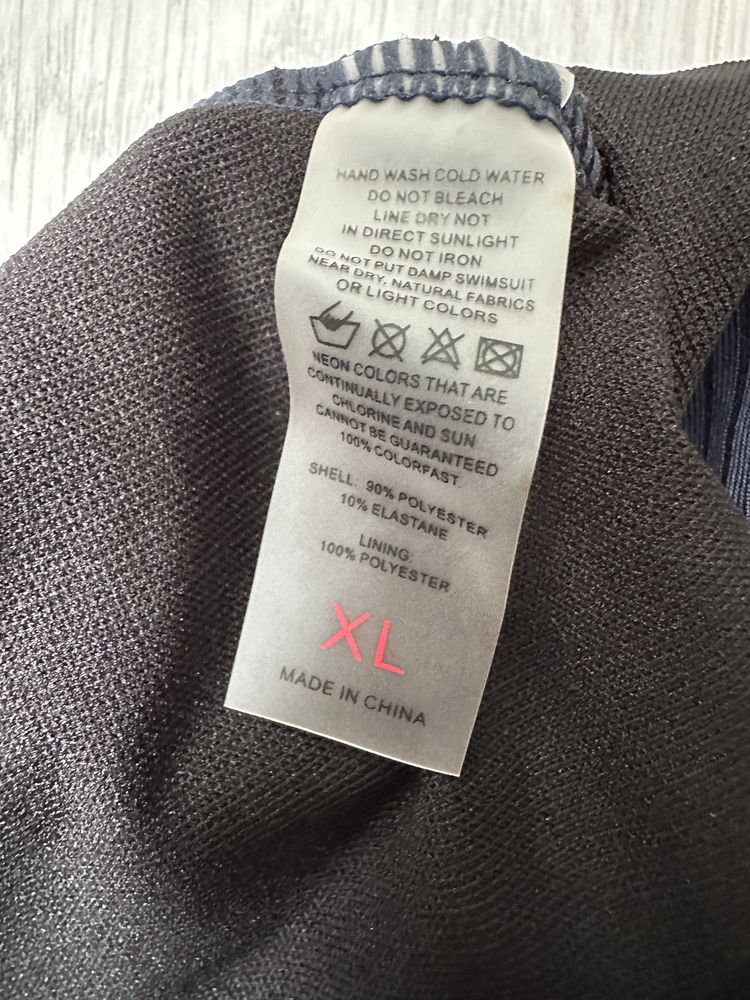 HAND WASH COLD WATER
DO NOT BLEACH
LINE DRY NOT
IN DIRECT SUNLIGHT
DO NOT IRON
DO NOT PUT DAMP SWIMSUIT
NEAR DRY, NATURAL FABRICS
OR LIGHT COLORS
NEON COLORS THAT ARE
CONTINUALLY EXPOSED TO
CHLORINE AND SUN
CANNOT BE GUARANTEED
100% COLORFAST.
SHELL: 90% POLYESTER
10% ELASTANE
LINING:
100% POLYESTER
XL
MADE IN CHINA